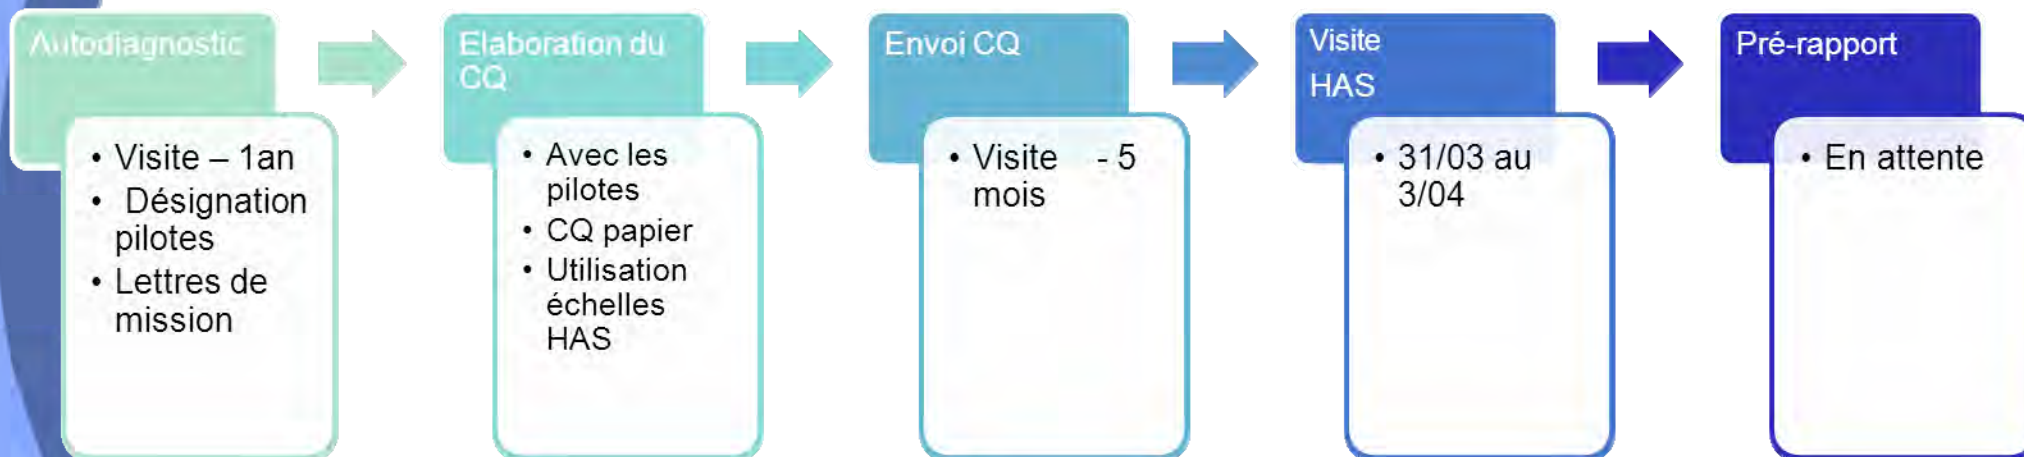 Autodiagnostic
• Visite – 1an
• Désignation
pilotes
• Lettres de
mission
Elaboration du
CQ
• Avec les
pilotes
• CQ papier
• Utilisation
échelles
HAS
Envoi CQ
• Visite - 5
mois
Visite
HAS
• 31/03 au
3/04
Pré-rapport
• En attente